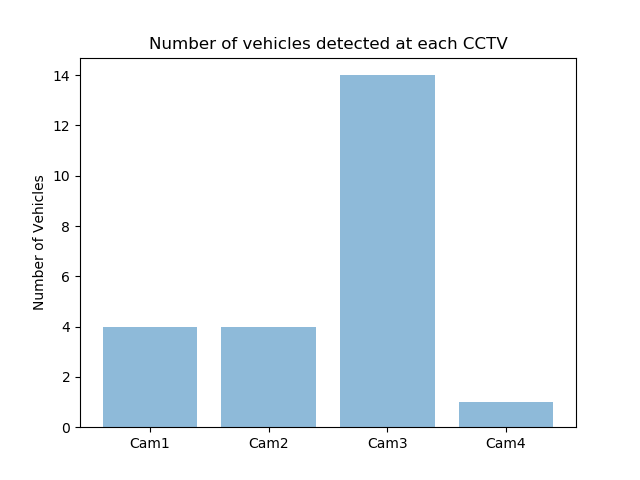 Number of vehicles detected at each CCTV
Number of Vehicles
14
12
10
8
6
4
2
0
Cam1 Cam2 Cam3 Cam4